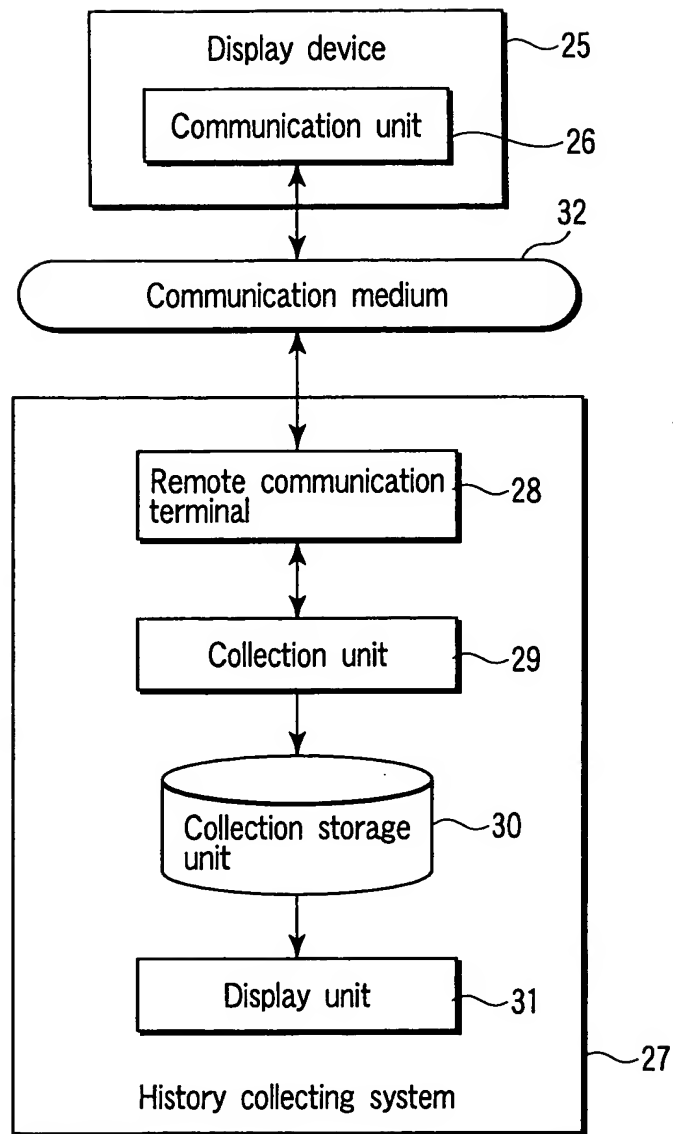 Display device
25
Communication unit
26
32
Communication medium
Remote communication
terminal
28
Collection unit
29
Collection storage
unit
30
Display unit
31
27
History collecting system